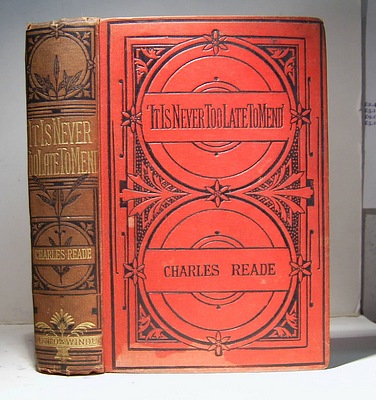 IT IS NEVER
TOO LATE TO MEND
CHARLES READE
'IT IS NEVER TOO LATE TO MEND'
CHARLES READE